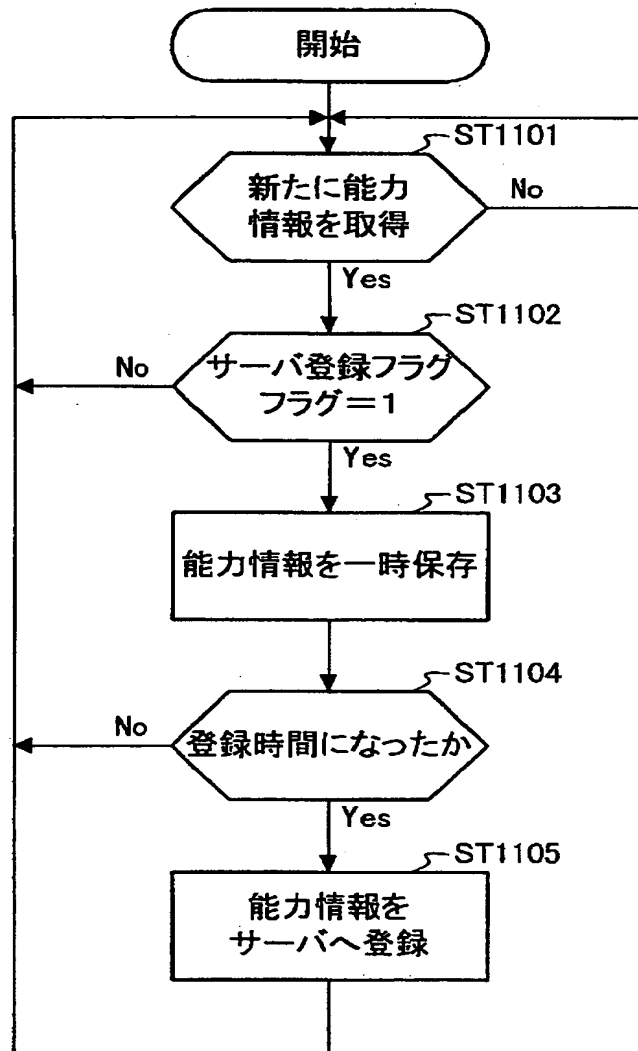 開始
ST1101
新たに能力
情報を取得
No
Yes
ST1102
サーバ登録フラグ
フラグ＝1
No
Yes
ST1103
能力情報を一時保存
ST1104
登録時間になったか
No
Yes
ST1105
能力情報を
サーバへ登録